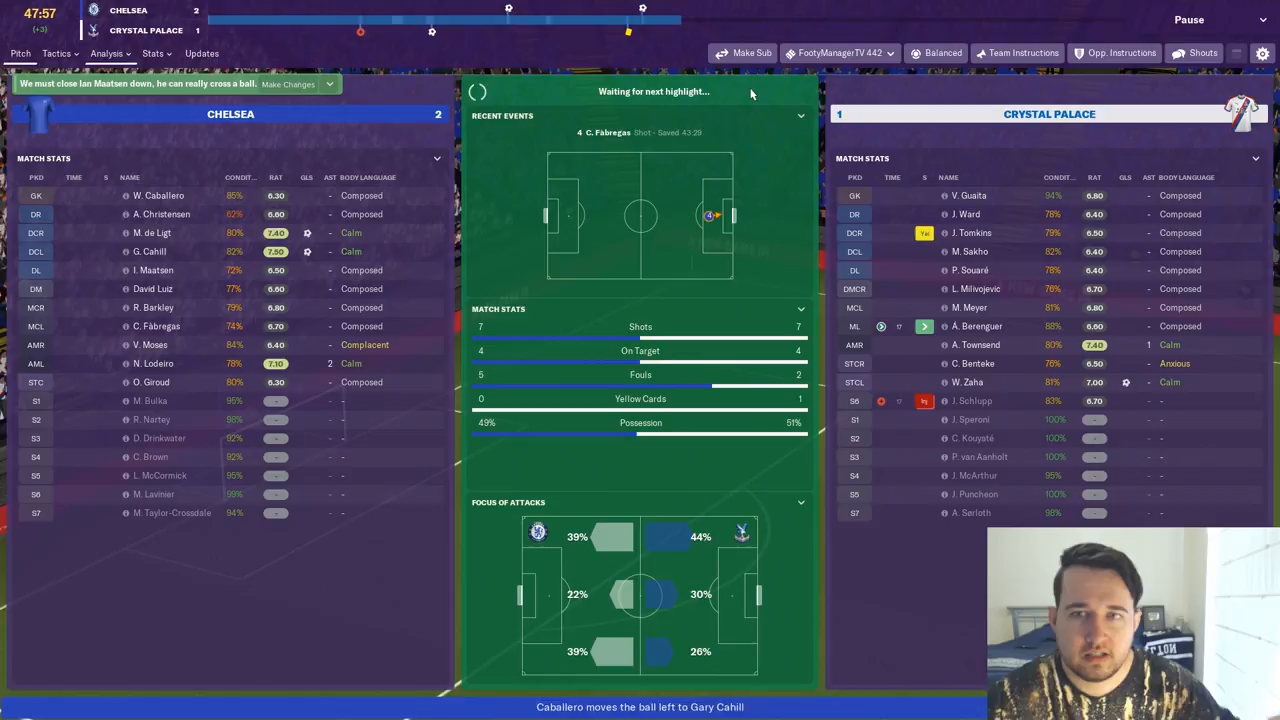 47:57
(+3)
CHELSEA 2
CRYSTAL PALACE 1
Pause
Pitch Tactics Analysis Stats Updates
Make Sub FootyManagerTV 442 Balanced Team Instructions Opp. Instructions Shouts
We must close Ian Maatsen down, he can really cross a ball. Make Changes
CHELSEA 2
MATCH STATS
PKD TIME S NAME CONDIT... RAT GLS AST BODY LANGUAGE
GK W. Caballero 85% 6.30 - Composed
DR A. Christensen 62% 6.60 - Composed
DCR M. de Ligt 80% 7.40 - Calm
DCL G. Cahill 82% 7.50 - Calm
DL I. Maatsen 72% 6.50 - Composed
DM David Luiz 77% 6.60 - Composed
MCR R. Barkley 79% 6.80 - Composed
MCL C. Fàbregas 74% 6.70 - Composed
AMR V. Moses 84% 6.40 - Complacent
AML N. Lodeiro 78% 7.10 2 Calm
STC O. Giroud 80% 6.30 - Composed
S1 M. Bulka 95% - - -
S2 R. Nartey 98% - - -
S3 D. Drinkwater 92% - - -
S4 C. Brown 92% - - -
S5 L. McCormick 95% - - -
S6 M. Lavinier 99% - - -
S7 M. Taylor-Crossdale 94% - - -
Waiting for next highlight...
RECENT EVENTS
4 C. Fàbregas Shot - Saved 43:29
4
MATCH STATS
7 Shots 7
4 On Target 4
5 Fouls 2
0 Yellow Cards 1
49% Possession 51%
FOCUS OF ATTACKS
39% 44%
22% 30%
39% 26%
1 CRYSTAL PALACE
MATCH STATS
PKD TIME S NAME CONDIT... RAT GLS AST BODY LANGUAGE
GK V. Guaita 94% 6.80 - Composed
DR J. Ward 78% 6.40 - Composed
DCR Yel J. Tomkins 79% 6.50 - Composed
DCL M. Sakho 82% 6.40 - Composed
DL P. Souaré 78% 6.40 - Composed
DMCR L. Milivojevic 76% 6.70 - Composed
MCL M. Meyer 81% 6.80 - Composed
ML 17 Á. Berenguer 88% 6.60 - Composed
AMR A. Townsend 80% 7.40 1 Calm
STCR C. Benteke 76% 6.50 - Anxious
STCL W. Zaha 81% 7.00 - Calm
S6 17 Inj J. Schlupp 83% 6.70 - -
S1 J. Speroni 100% - - -
S2 C. Kouyaté 100% - - -
S3 P. van Aanholt 100% - - -
S4 J. McArthur 95% - - -
S5 J. Puncheon 100% - - -
S7 A. Sørloth 98% - - -
Caballero moves the ball left to Gary Cahill